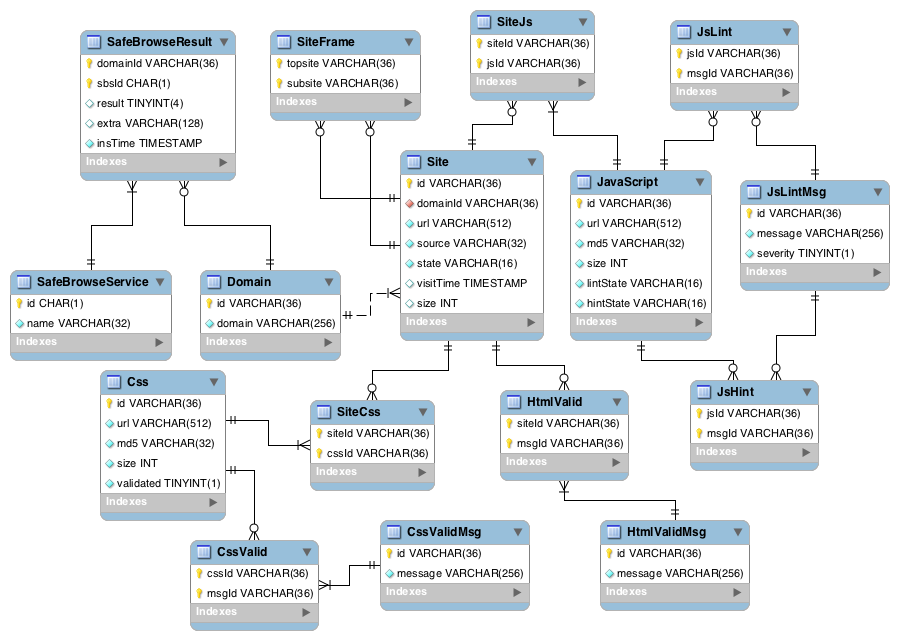 SafeBrowseResult
domainId VARCHAR(36)
sbsId CHAR(1)
result TINYINT(4)
extra VARCHAR(128)
insTime TIMESTAMP
Indexes
SiteFrame
topsite VARCHAR(36)
subsite VARCHAR(36)
Indexes
SiteJs
siteId VARCHAR(36)
jsId VARCHAR(36)
Indexes
JsLint
jsId VARCHAR(36)
msgId VARCHAR(36)
Indexes
Site
id VARCHAR(36)
domainId VARCHAR(36)
url VARCHAR(512)
source VARCHAR(32)
state VARCHAR(16)
visitTime TIMESTAMP
size INT
Indexes
JavaScript
id VARCHAR(36)
url VARCHAR(512)
md5 VARCHAR(32)
size INT
lintState VARCHAR(16)
hintState VARCHAR(16)
Indexes
JsLintMsg
id VARCHAR(36)
message VARCHAR(256)
severity TINYINT(1)
Indexes
SafeBrowseService
id CHAR(1)
name VARCHAR(32)
Indexes
Domain
id VARCHAR(36)
domain VARCHAR(256)
Indexes
Css
id VARCHAR(36)
url VARCHAR(512)
md5 VARCHAR(32)
size INT
validated TINYINT(1)
Indexes
SiteCss
siteId VARCHAR(36)
cssId VARCHAR(36)
Indexes
HtmlValid
siteId VARCHAR(36)
msgId VARCHAR(36)
Indexes
JsHint
jsId VARCHAR(36)
msgId VARCHAR(36)
Indexes
CssValid
cssId VARCHAR(36)
msgId VARCHAR(36)
Indexes
CssValidMsg
id VARCHAR(36)
message VARCHAR(256)
Indexes
HtmlValidMsg
id VARCHAR(36)
message VARCHAR(256)
Indexes